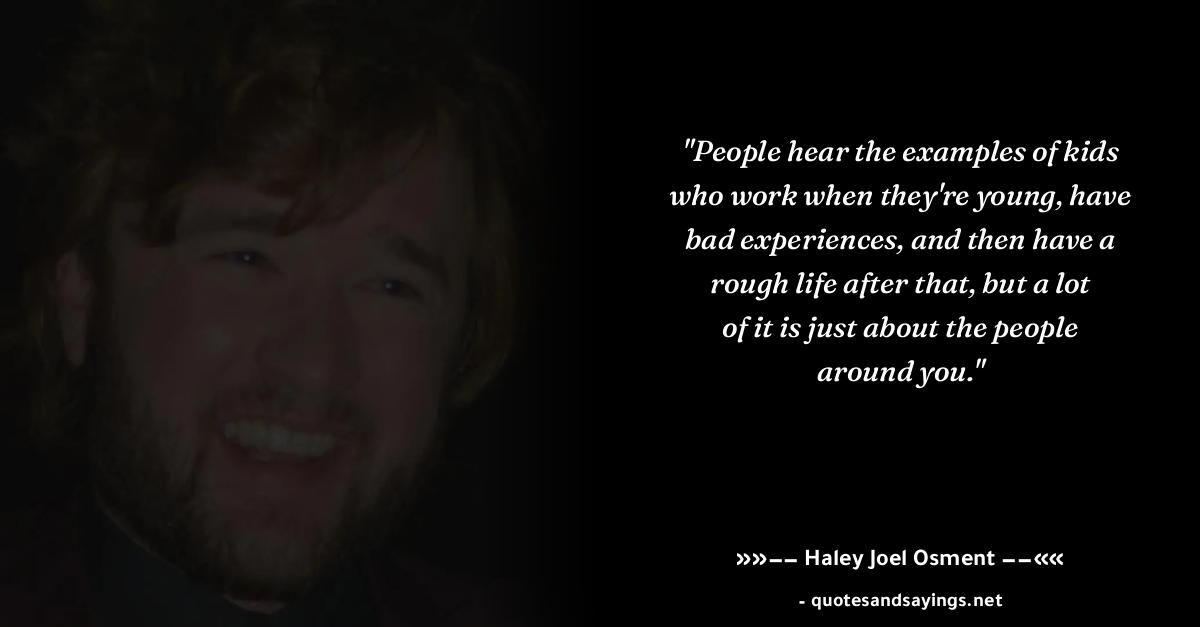 "People hear the examples of kids
who work when they're young, have
bad experiences, and then have a
rough life after that, but a lot
of it is just about the people
around you."
»»–– Haley Joel Osment ––««
- quotesandsayings.net